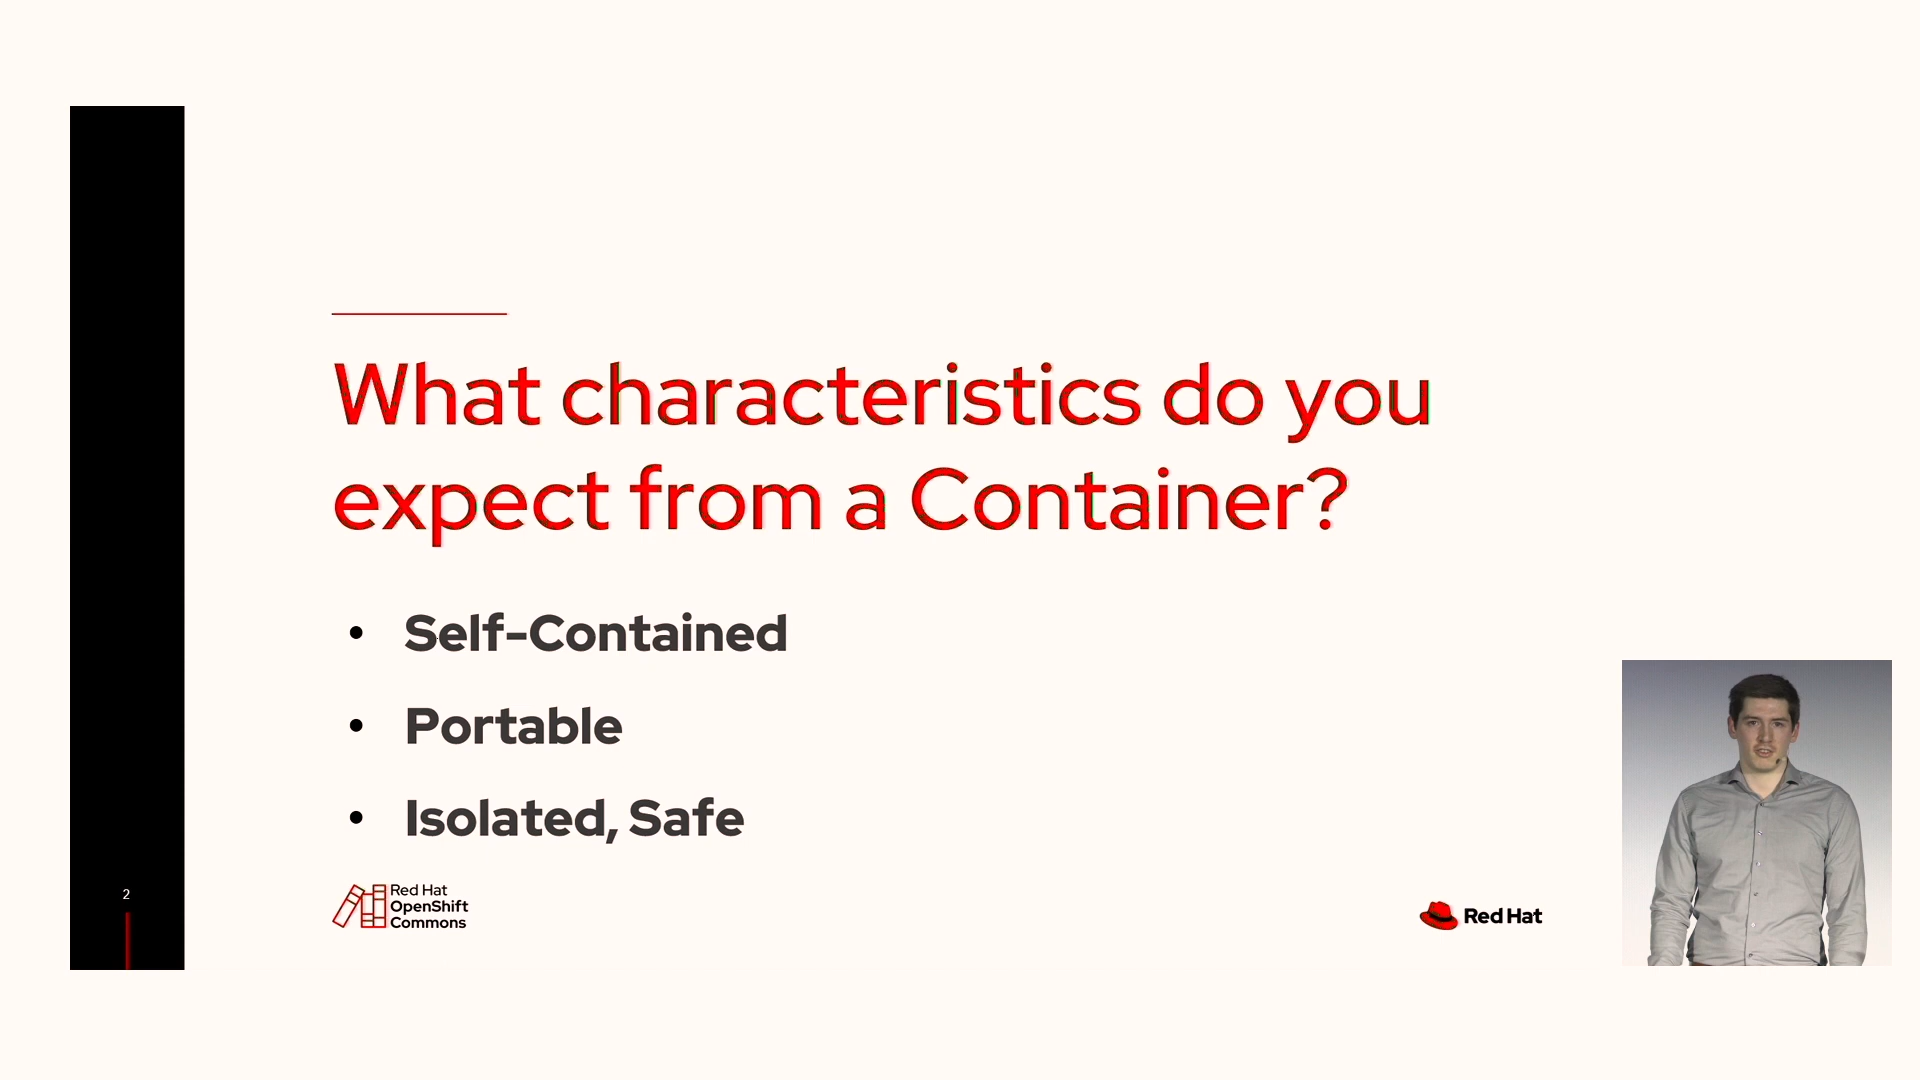 What characteristics do you
expect from a Container?
• Self-Contained
• Portable
• Isolated, Safe
2
Red Hat
OpenShift
Commons
Red Hat